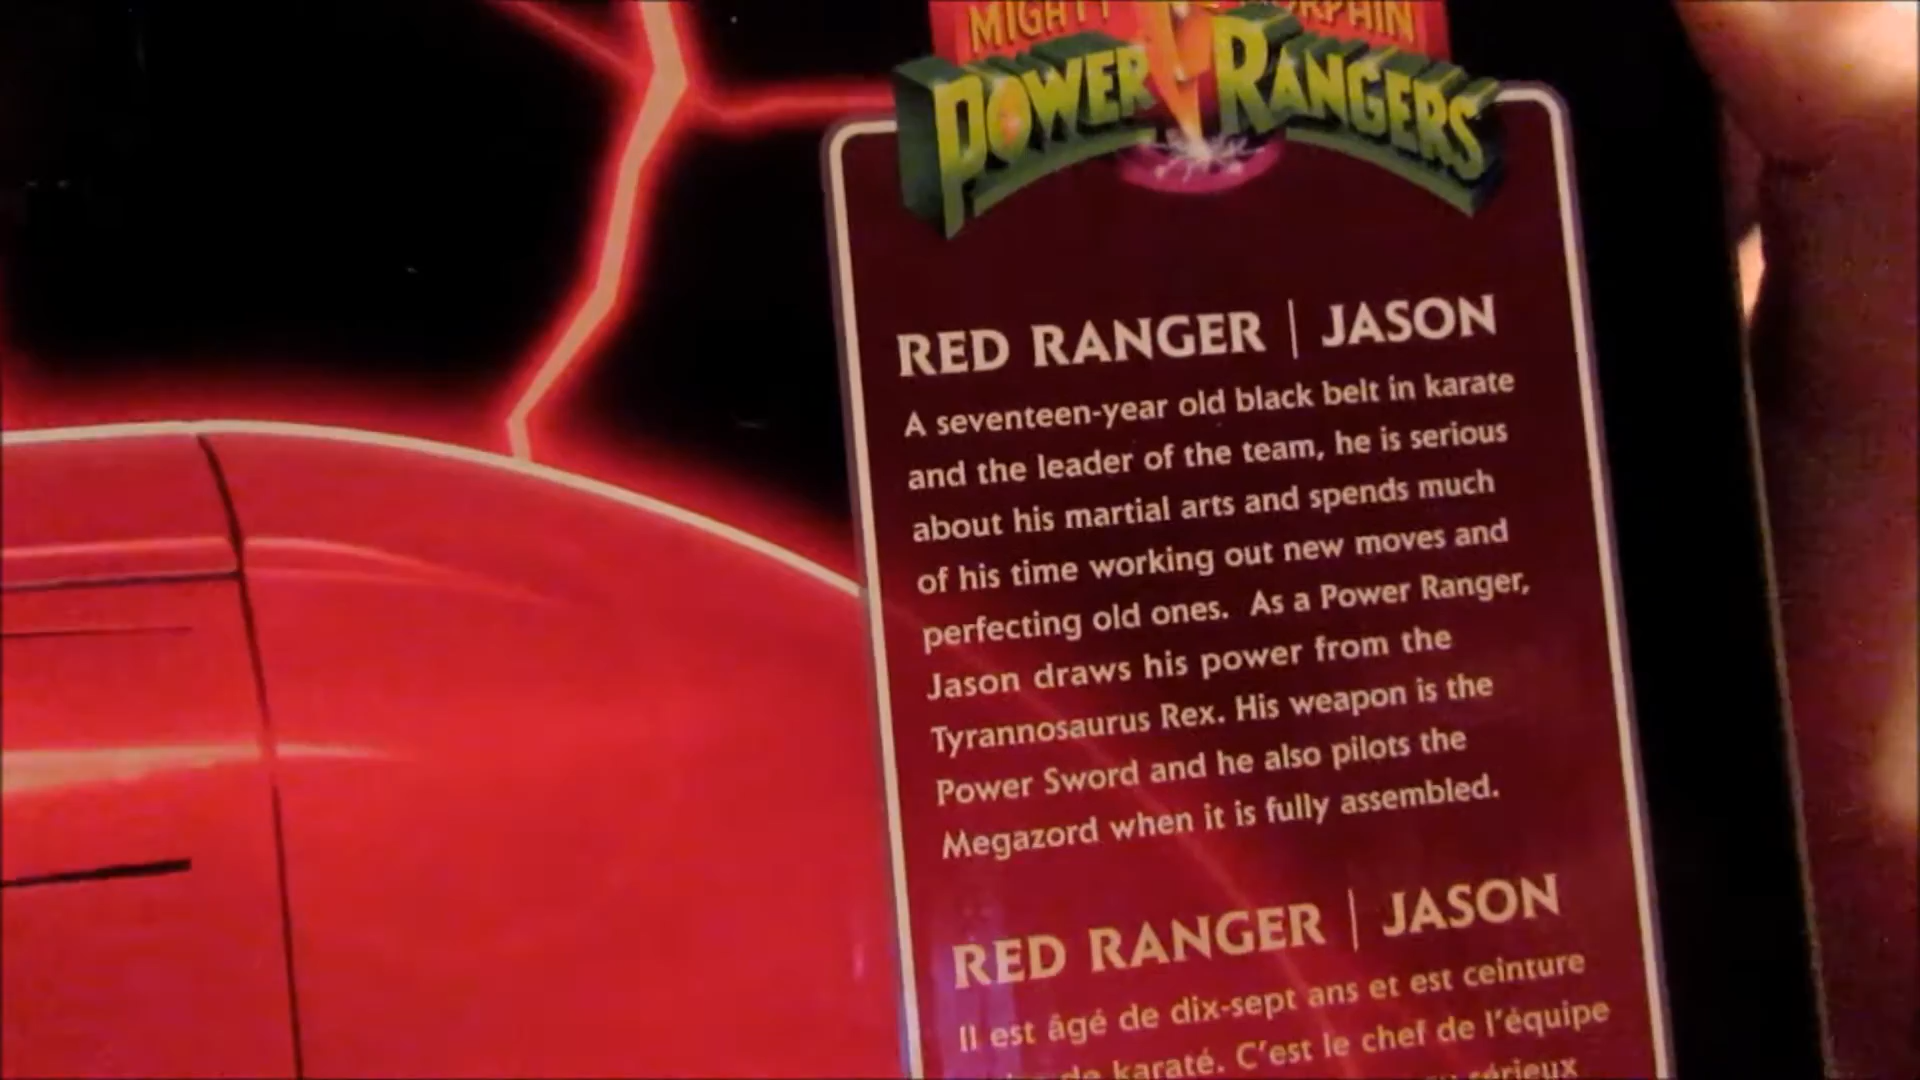 MIGHTY MORPHIN
POWER RANGERS
RED RANGER | JASON
A seventeen-year old black belt in karate
and the leader of the team, he is serious
about his martial arts and spends much
of his time working out new moves and
perfecting old ones. As a Power Ranger,
Jason draws his power from the
Tyrannosaurus Rex. His weapon is the
Power Sword and he also pilots the
Megazord when it is fully assembled.
RED RANGER | JASON
Il est âgé de dix-sept ans et est ceinture
de karaté. C'est le chef de l'équipe
sérieux